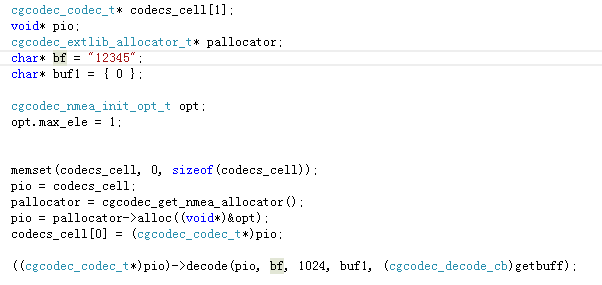 cgcodec_codec_t* codecs_cell[1];
void* pio;
cgcodec_extlib_allocator_t* pallocator;
char* bf = "12345";
char* buf1 = { 0 };
cgcodec_nmea_init_opt_t opt;
opt.max_ele = 1;
memset(codecs_cell, 0, sizeof(codecs_cell));
pio = codecs_cell;
pallocator = cgcodec_get_nmea_allocator();
pio = pallocator->alloc((void*)&opt);
codecs_cell[0] = (cgcodec_codec_t*)pio;
((cgcodec_codec_t*)pio)->decode(pio, bf, 1024, buf1, (cgcodec_decode_cb)getbuff);